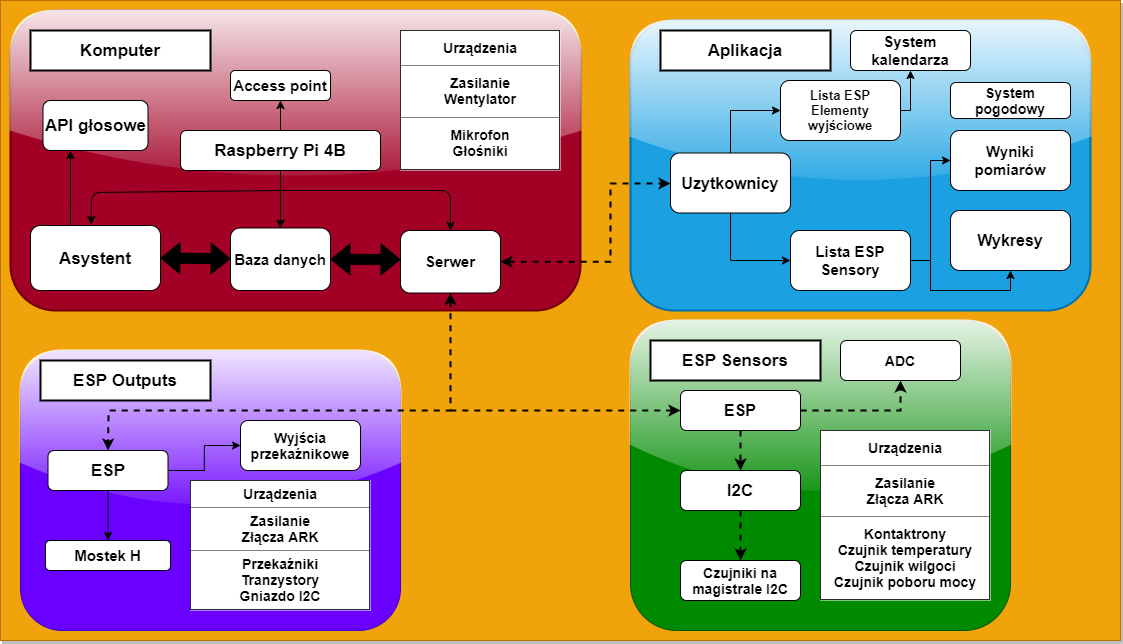 Komputer
Urządzenia
Zasilanie
Wentylator
Mikrofon
Głośniki
Access point
API głosowe
Raspberry Pi 4B
Asystent
Baza danych
Serwer
Aplikacja
System
kalendarza
Lista ESP
Elementy
wyjściowe
System
pogodowy
Uzytkownicy
Wyniki
pomiarów
Lista ESP
Sensory
Wykresy
ESP Outputs
Wyjścia
przekaźnikowe
ESP
Mostek H
Urządzenia
Zasilanie
Złącza ARK
Przekaźniki
Tranzystory
Gniazdo I2C
ESP Sensors
ADC
ESP
I2C
Czujniki na
magistrale I2C
Urządzenia
Zasilanie
Złącza ARK
Kontaktrony
Czujnik temperatury
Czujnik wilgoci
Czujnik poboru mocy